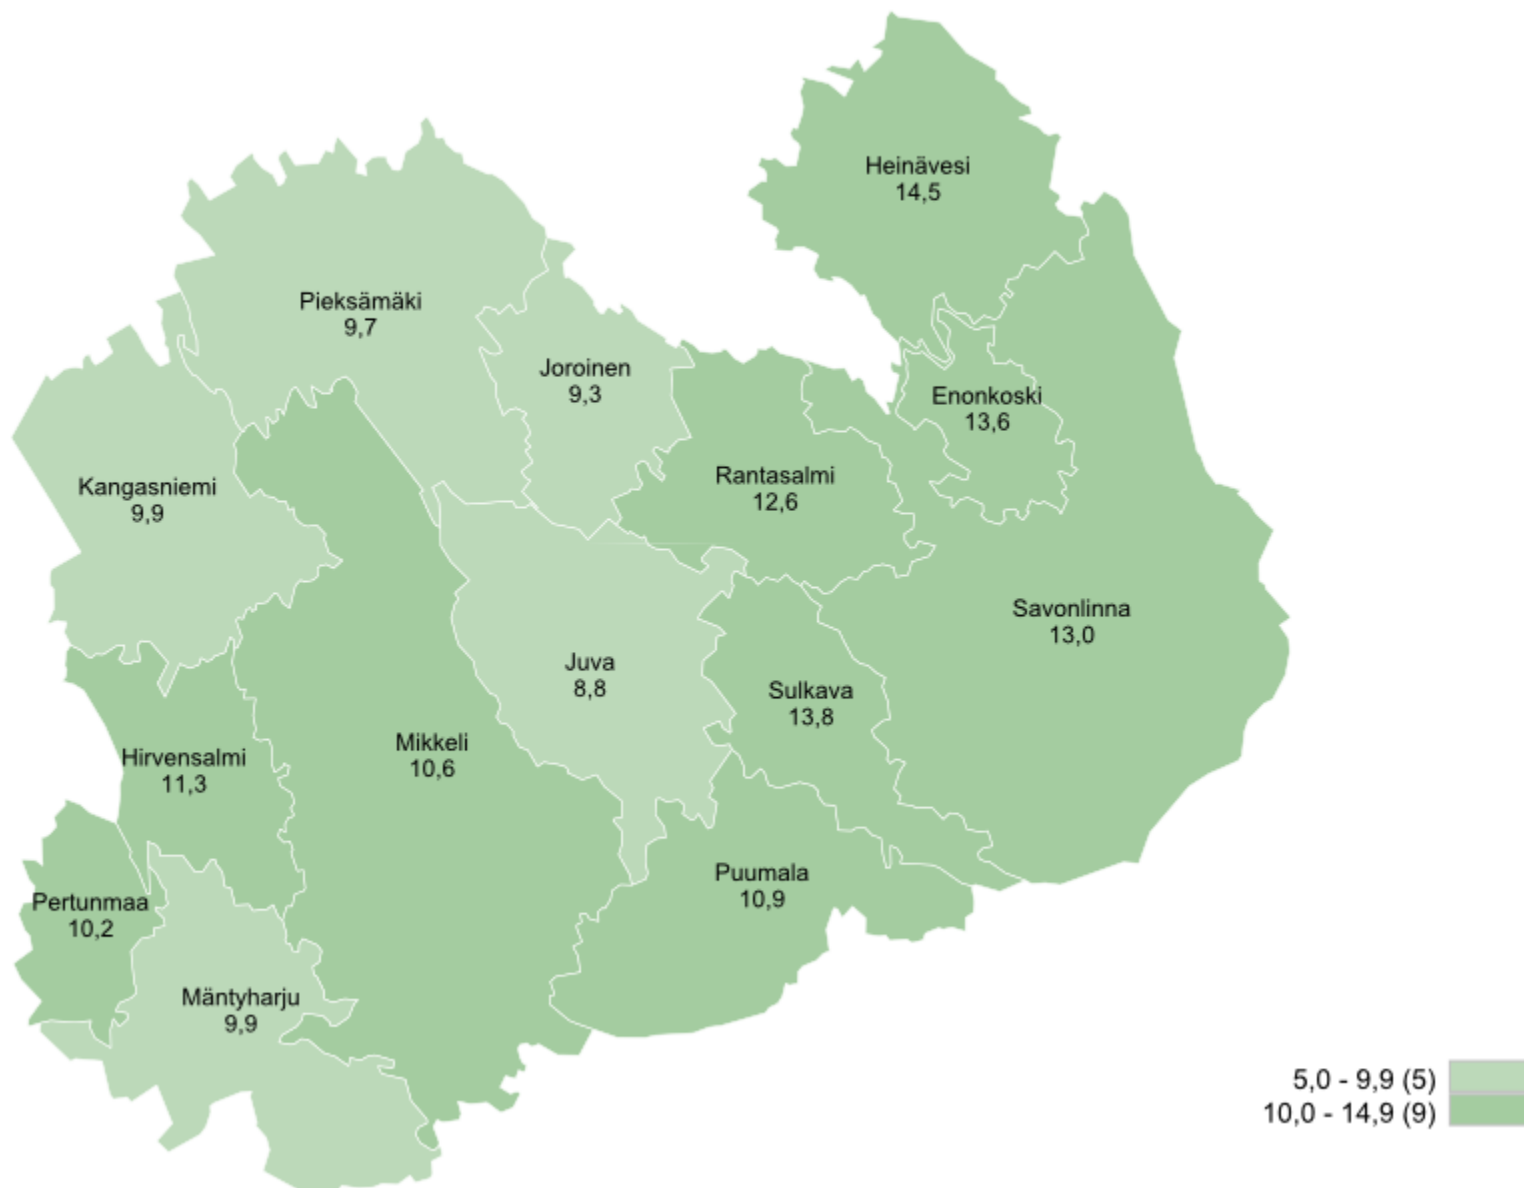 Heinävesi
14,5
Pieksämäki
9,7
Joroinen
9,3
Enonkoski
13,6
Rantasalmi
12,6
Kangasniemi
9,9
Savonlinna
13,0
Juva
8,8
Sulkava
13,8
Mikkeli
10,6
Hirvensalmi
11,3
Puumala
10,9
Pertunmaa
10,2
Mäntyharju
9,9
5,0 - 9,9 (5)
10,0 - 14,9 (9)